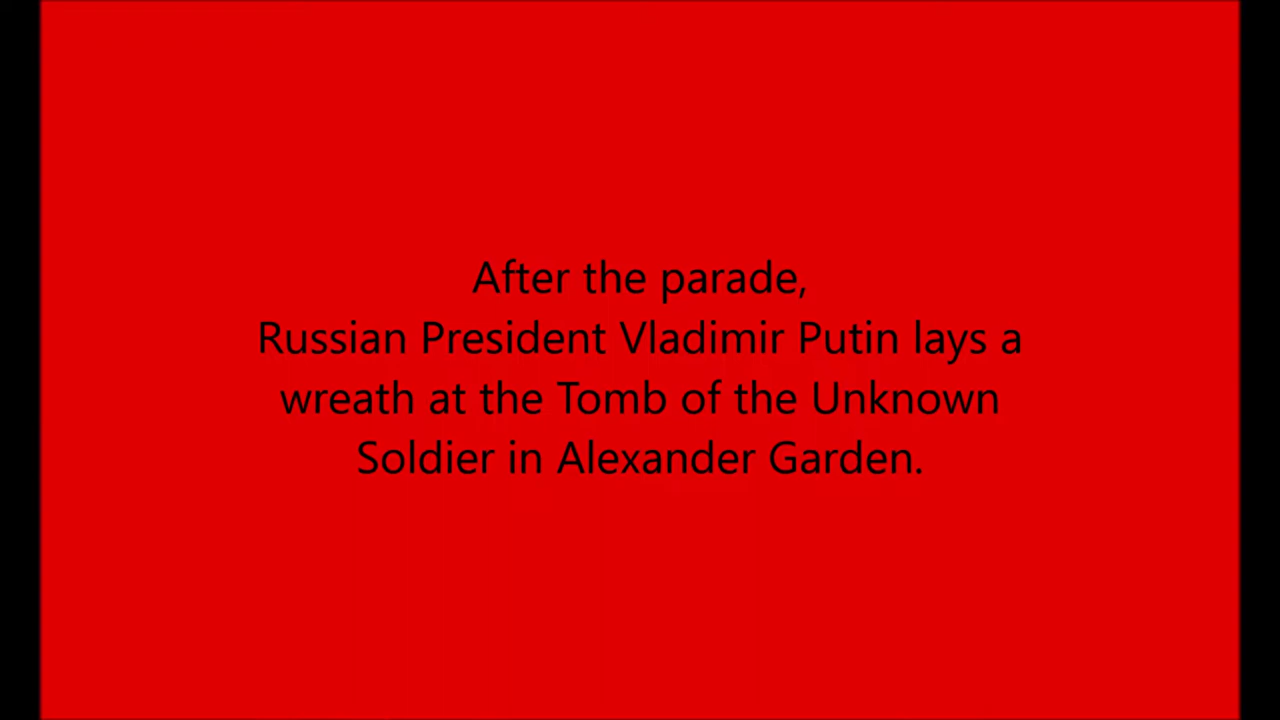 After the parade,
Russian President Vladimir Putin lays a
wreath at the Tomb of the Unknown
Soldier in Alexander Garden.